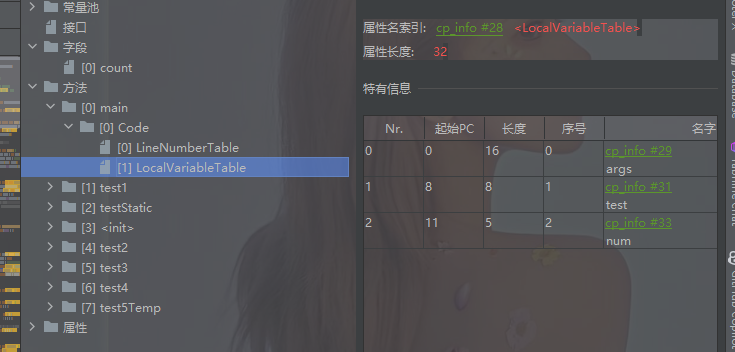 常量池
接口
字段
[0] count
方法
[0] main
[0] Code
[0] LineNumberTable
[1] LocalVariableTable
[1] test1
[2] testStatic
[3] <init>
[4] test2
[5] test3
[6] test4
[7] test5Temp
属性
属性名索引: cp_info #28 <LocalVariableTable>
属性长度: 32
特有信息
Nr. 起始PC 长度 序号 名字
0 0 16 0 cp_info #29
args
1 8 8 1 cp_info #31
test
2 11 5 2 cp_info #33
num
Database